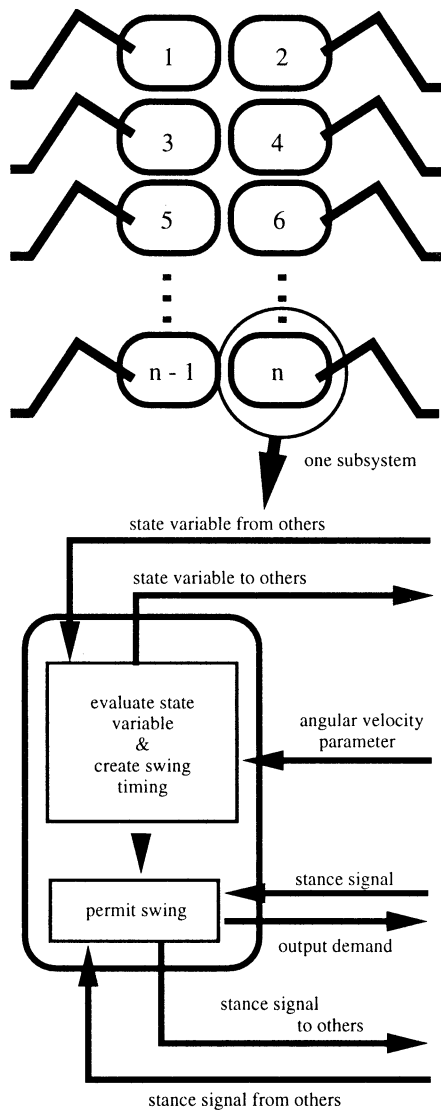 1 2
3 4
5 6
n - 1 n
one subsystem
state variable from others
state variable to others
evaluate state
variable
&
create swing
timing
angular velocity
parameter
stance signal
permit swing
output demand
stance signal
to others
stance signal from others